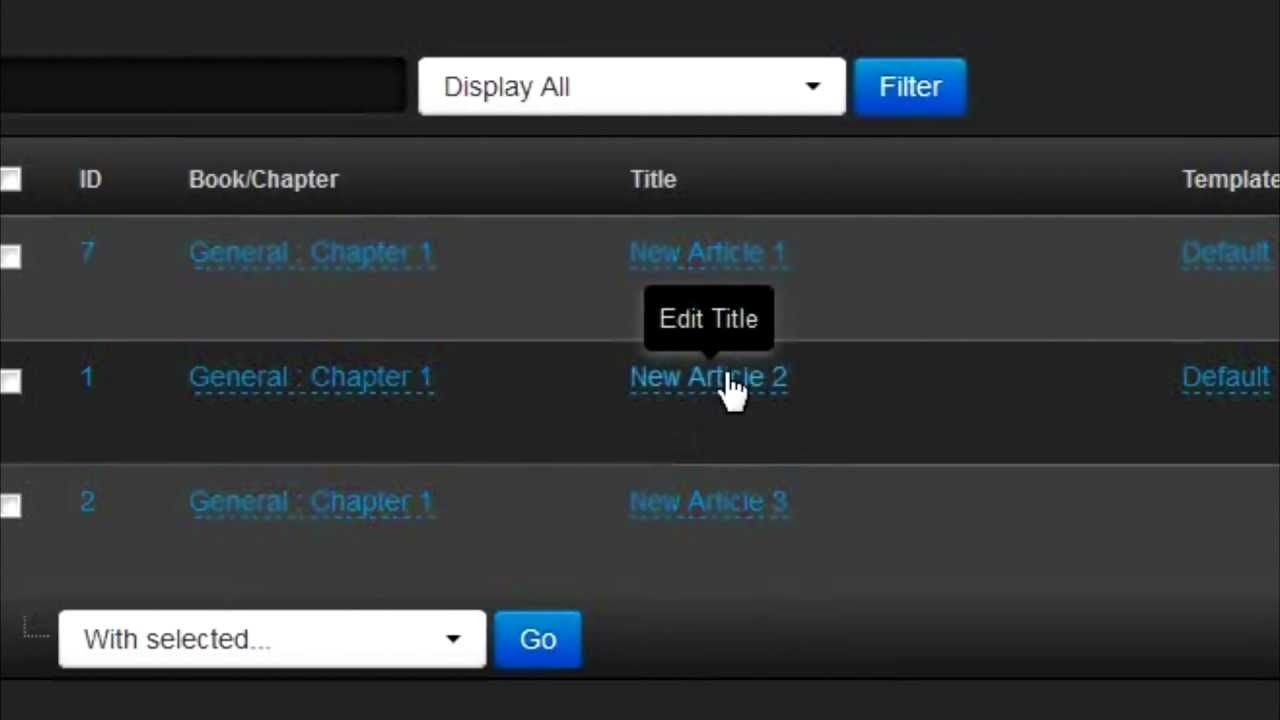 Display All Filter
ID Book/Chapter Title Template
7 General : Chapter 1 New Article 1 Default
Edit Title
1 General : Chapter 1 New Article 2 Default
2 General : Chapter 1 New Article 3
With selected... Go